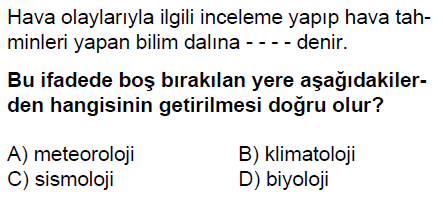 Hava olaylarıyla ilgili inceleme yapıp hava tah-
minleri yapan bilim dalına - - - - denir.
Bu ifadede boş bırakılan yere aşağıdakiler-
den hangisinin getirilmesi doğru olur?
A) meteoroloji B) klimatoloji
C) sismoloji D) biyoloji